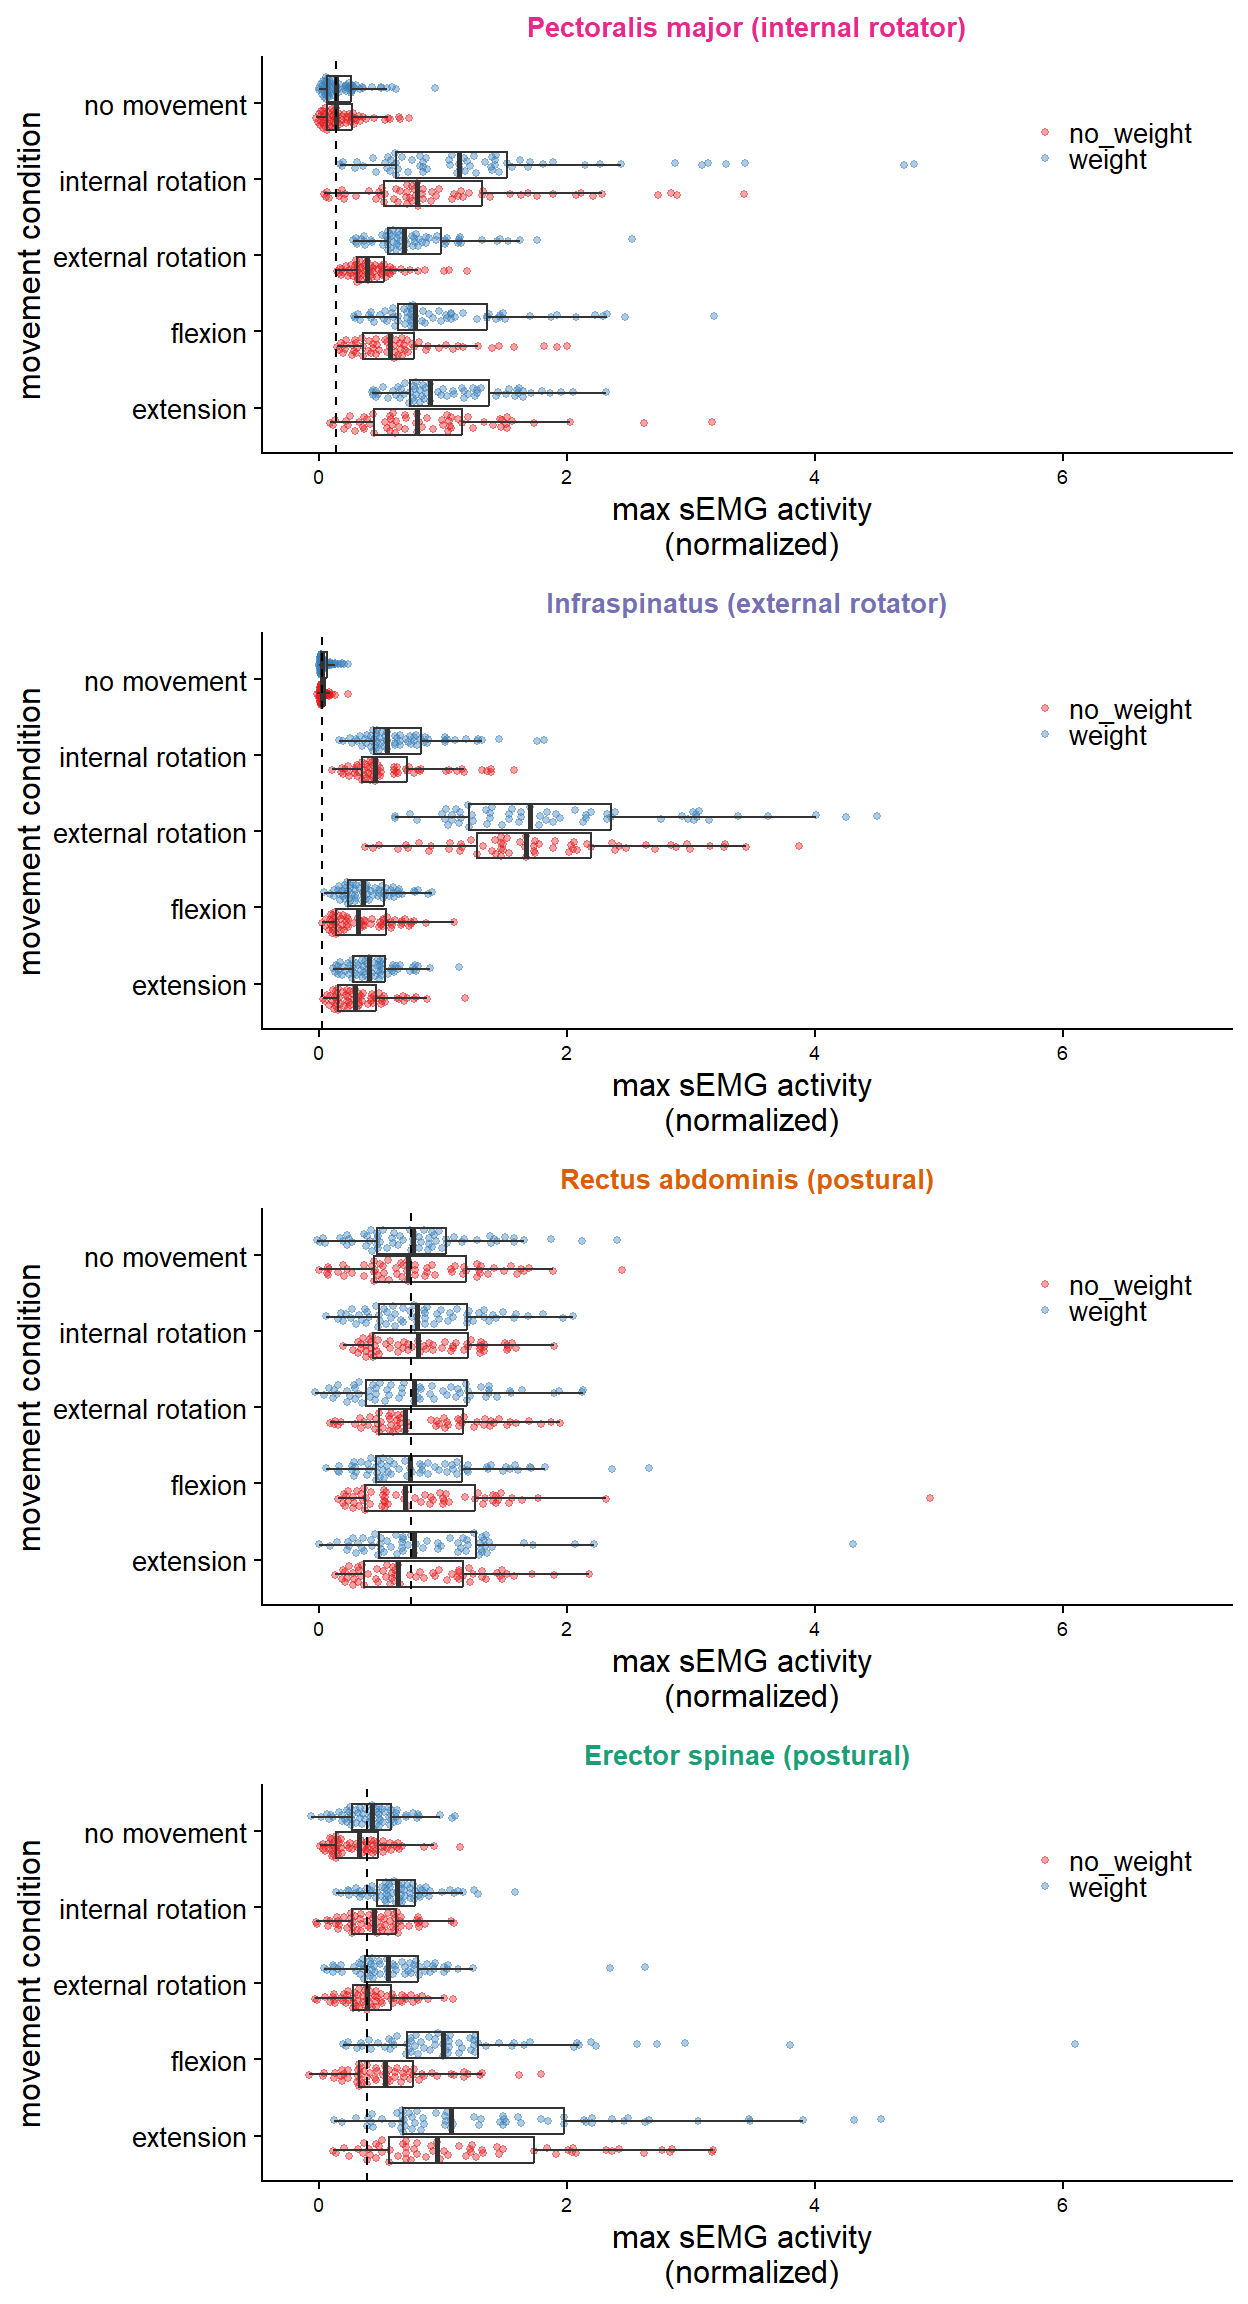 Pectoralis major (internal rotator)
movement condition
no movement
internal rotation
external rotation
flexion
extension
no_weight
weight
0 2 4 6
max sEMG activity
(normalized)
Infraspinatus (external rotator)
movement condition
no movement
internal rotation
external rotation
flexion
extension
no_weight
weight
0 2 4 6
max sEMG activity
(normalized)
Rectus abdominis (postural)
movement condition
no movement
internal rotation
external rotation
flexion
extension
no_weight
weight
0 2 4 6
max sEMG activity
(normalized)
Erector spinae (postural)
movement condition
no movement
internal rotation
external rotation
flexion
extension
no_weight
weight
0 2 4 6
max sEMG activity
(normalized)